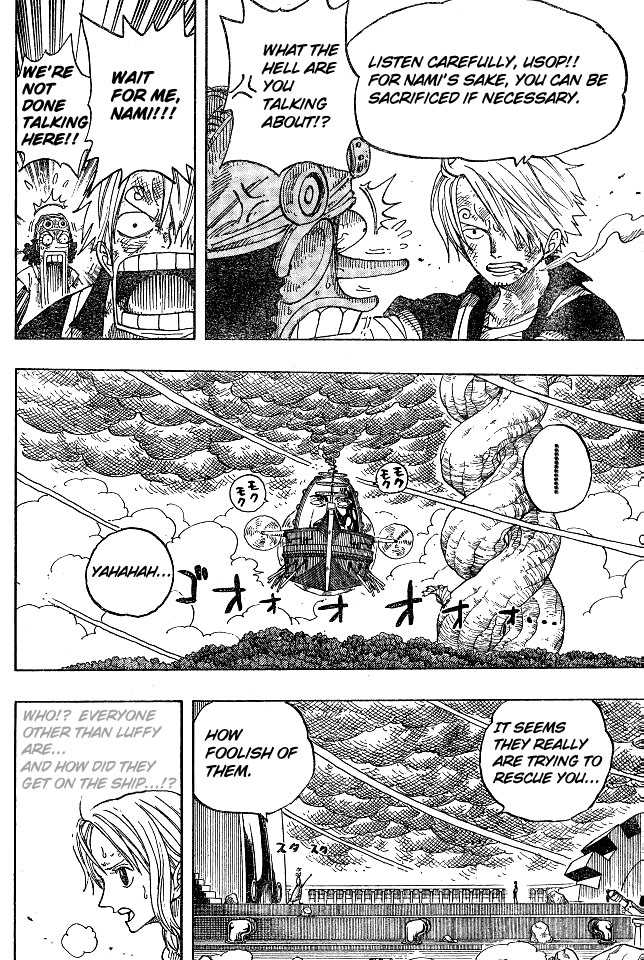 LISTEN CAREFULLY, USOP!!
FOR NAMI'S SAKE, YOU CAN BE
SACRIFICED IF NECESSARY.
WHAT THE
HELL ARE
YOU
TALKING
ABOUT!?
WAIT
FOR ME,
NAMI!!!
WE'RE
NOT
DONE
TALKING
HERE!!
..........
モク
モク
モク
モク
YAHAHAH...
ゴオオオオオオ...
IT SEEMS
THEY REALLY
ARE TRYING TO
RESCUE YOU...
HOW
FOOLISH OF
THEM.
スタ
スタ
WHO!? EVERYONE
OTHER THAN LUFFY
ARE...
AND HOW DID THEY
GET ON THE SHIP...!?